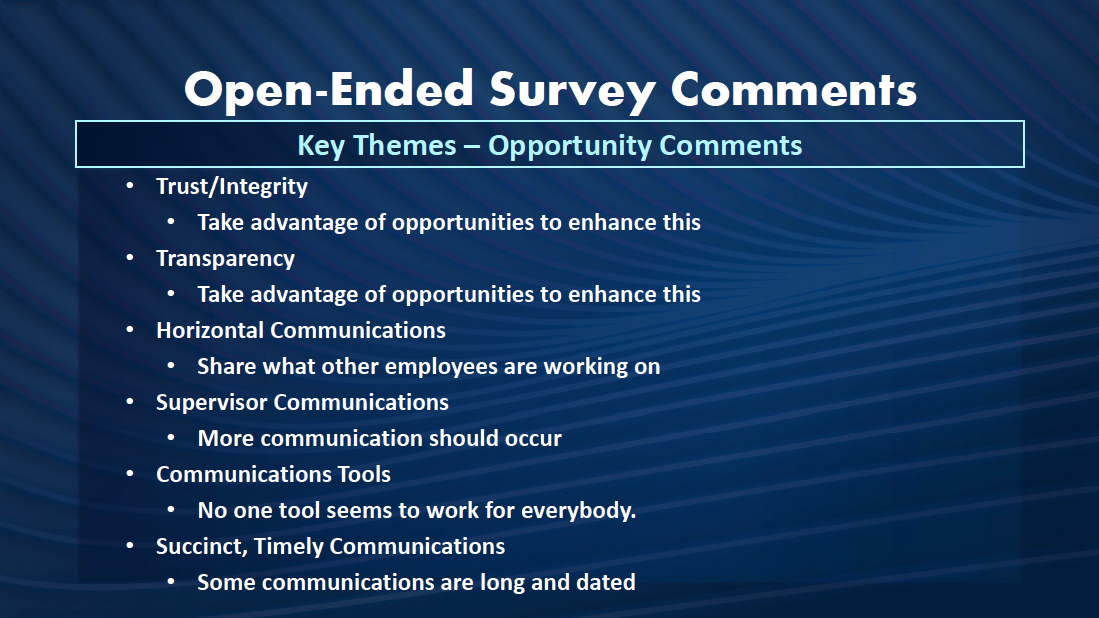 Open-Ended Survey Comments
Key Themes – Opportunity Comments
• Trust/Integrity
• Take advantage of opportunities to enhance this
• Transparency
• Take advantage of opportunities to enhance this
• Horizontal Communications
• Share what other employees are working on
• Supervisor Communications
• More communication should occur
• Communications Tools
• No one tool seems to work for everybody.
• Succinct, Timely Communications
• Some communications are long and dated